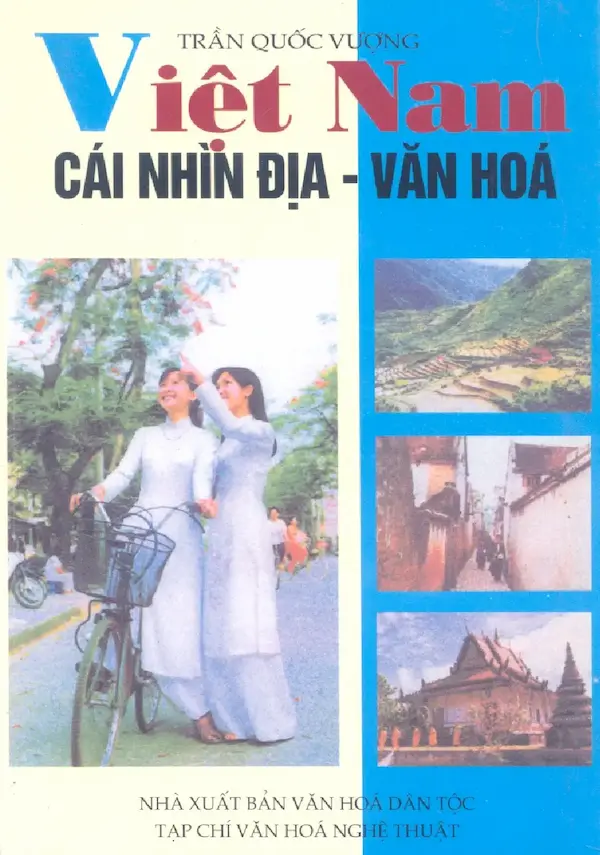 TRẦN QUỐC VƯỢNG
Việt Nam
CÁI NHÌN ĐỊA - VĂN HOÁ
NHÀ XUẤT BẢN VĂN HOÁ DÂN TỘC
TẠP CHÍ VĂN HOÁ NGHỆ THUẬT